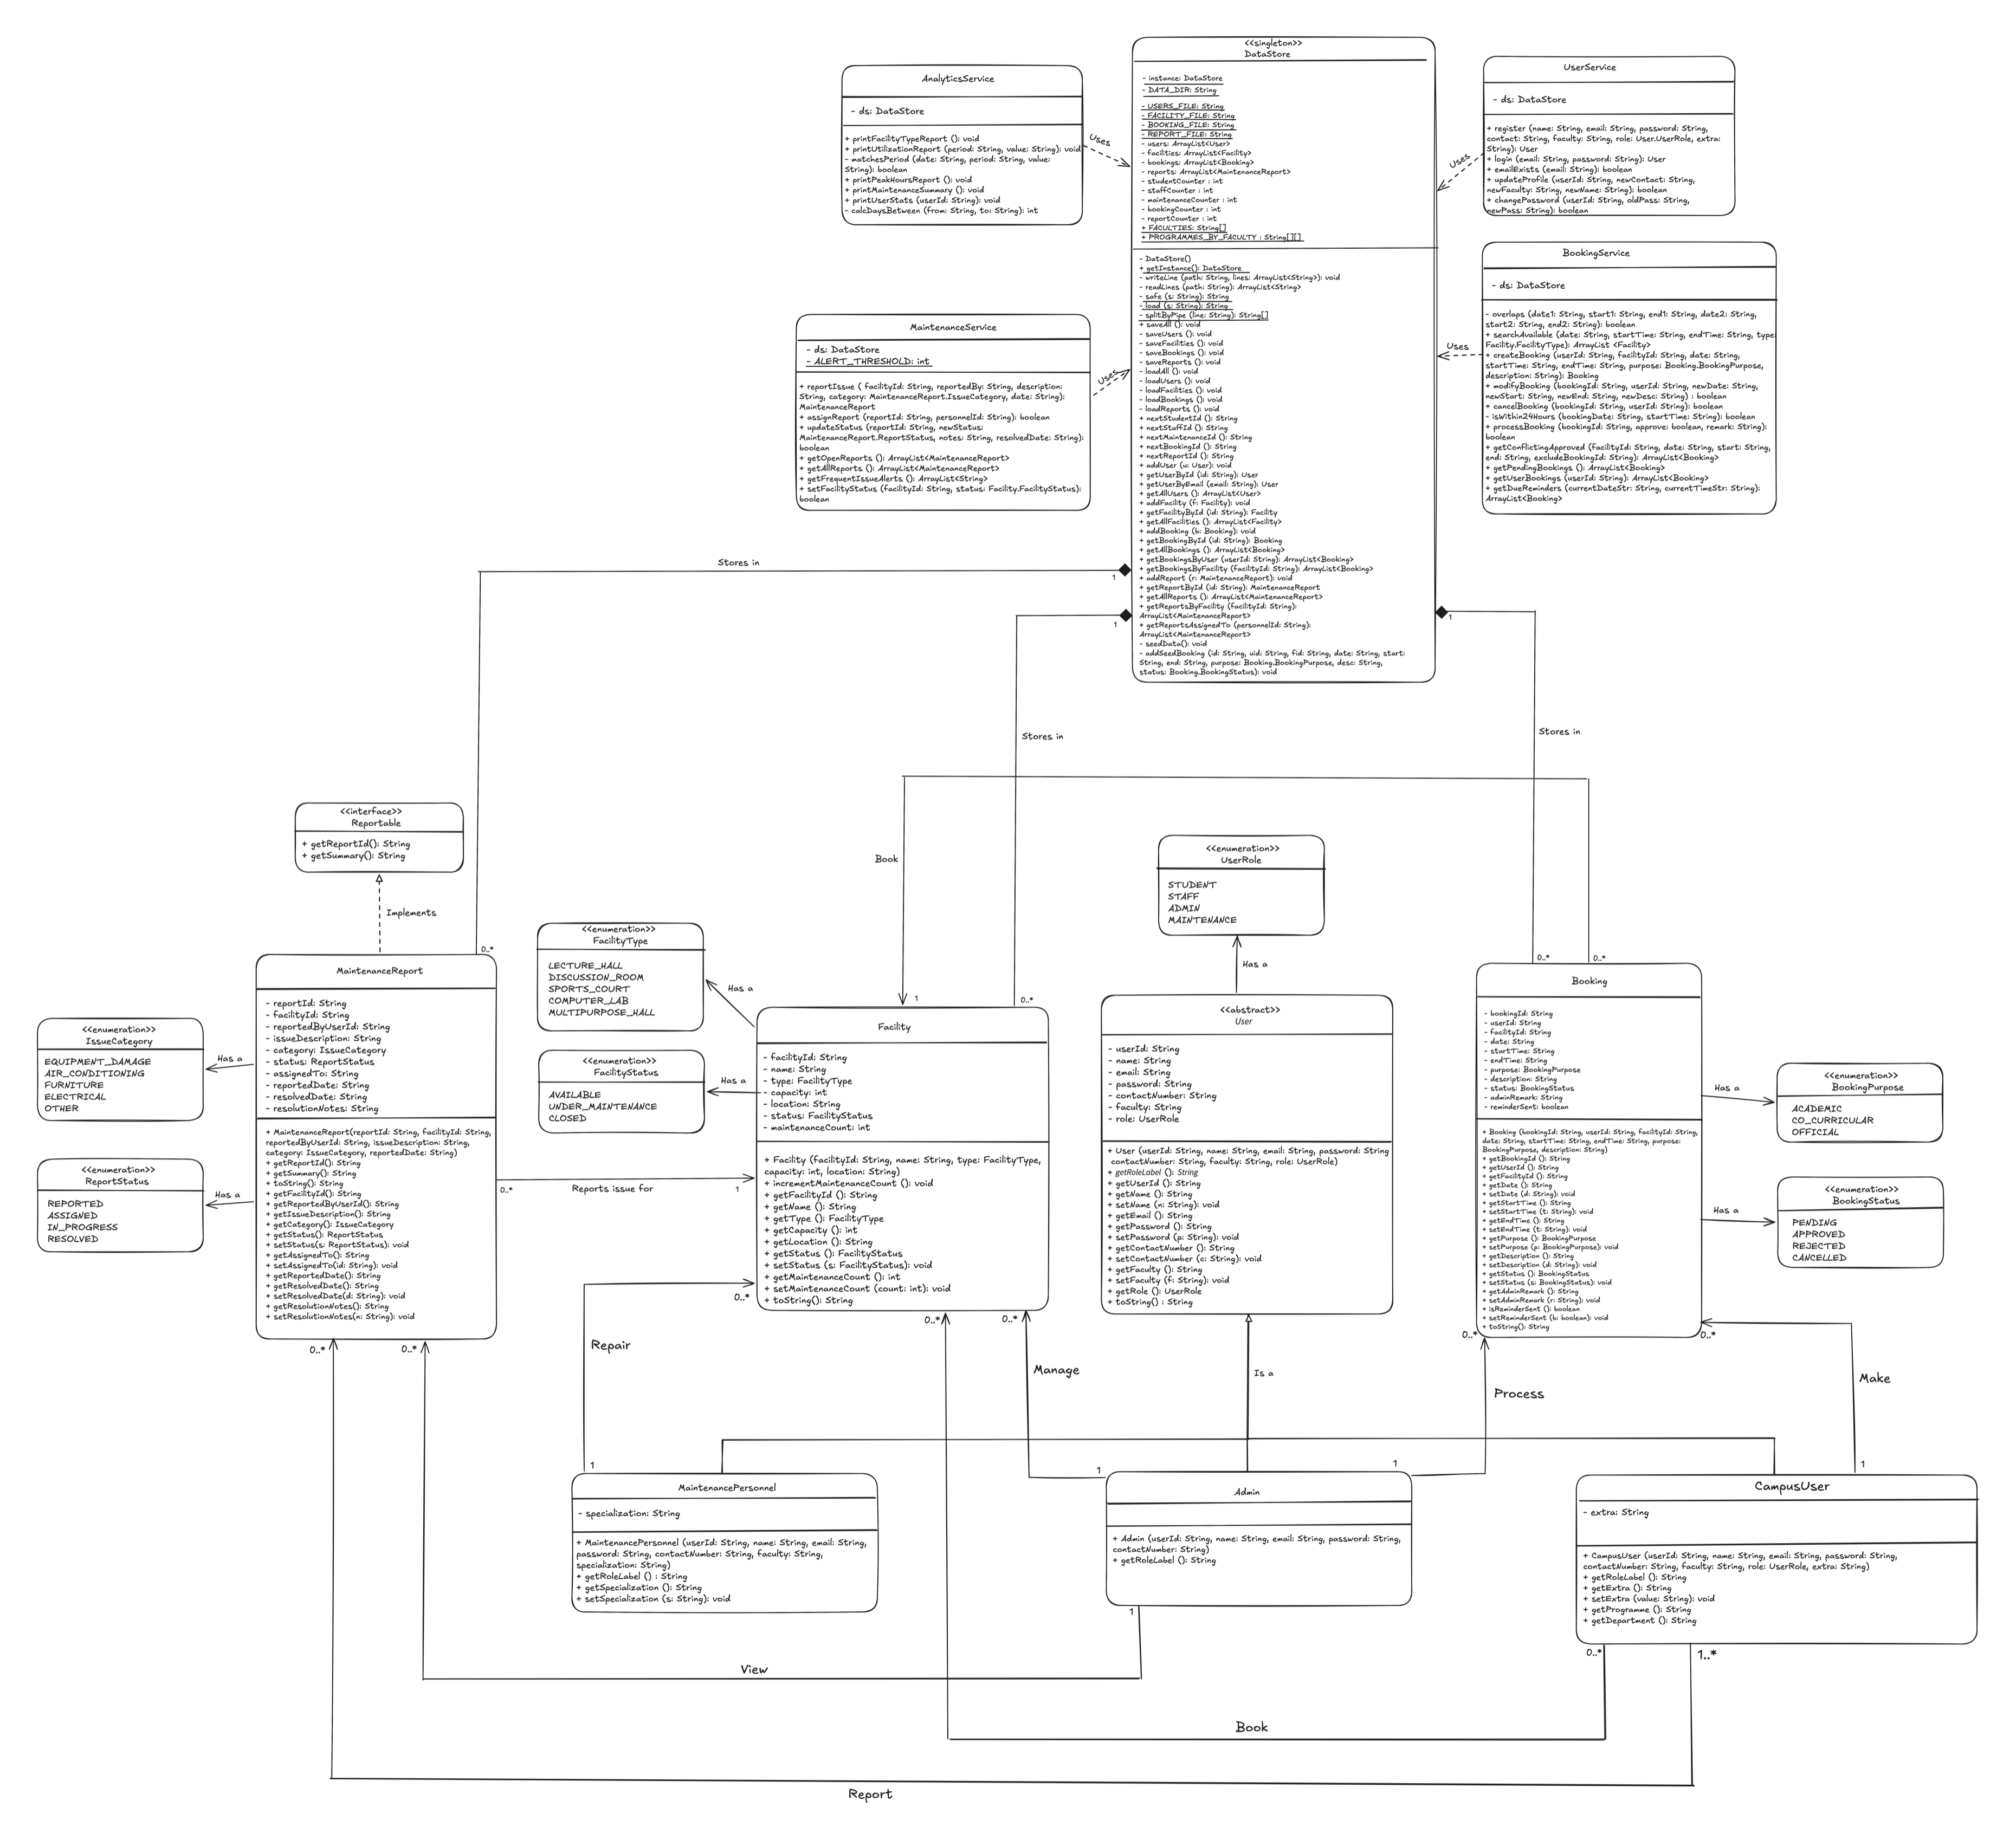 <<singleton>>
DataStore
- instance: DataStore
- DATA_DIR: String
- USERS_FILE: String
- FACILITY_FILE: String
- BOOKING_FILE: String
- REPORT_FILE: String
- users: ArrayList<User>
- facilities: ArrayList<Facility>
- bookings: ArrayList<Booking>
- reports: ArrayList<MaintenanceReport>
- studentCounter : int
- staffCounter : int
- maintenanceCounter : int
- bookingCounter : int
- reportCounter : int
+ FACULTIES: String[]
+ PROGRAMMES_BY_FACULTY : String[][]
- DataStore()
+ getInstance(): DataStore
- writeLine (path: String, lines: ArrayList<String>): void
- readLines (path: String): ArrayList<String>
- safe (s: String): String
- load (s: String): String
- splitByPipe (line: String): String[]
+ saveAll (): void
- saveUsers (): void
- saveFacilities (): void
- saveBookings (): void
- saveReports (): void
- loadAll (): void
- loadUsers (): void
- loadFacilities (): void
- loadBookings (): void
- loadReports (): void
+ nextStudentId (): String
+ nextStaffId (): String
+ nextMaintenanceId (): String
+ nextBookingId (): String
+ nextReportId (): String
+ addUser (u: User): void
+ getUserById (id: String): User
+ getUserByEmail (email: String): User
+ getAllUsers (): ArrayList<User>
+ addFacility (f: Facility): void
+ getFacilityById (id: String): Facility
+ getAllFacilities (): ArrayList<Facility>
+ addBooking (b: Booking): void
+ getBookingById (id: String): Booking
+ getAllBookings (): ArrayList<Booking>
+ getBookingsByUser (userId: String): ArrayList<Booking>
+ getBookingsByFacility (facilityId: String): ArrayList<Booking>
+ addReport (r: MaintenanceReport): void
+ getReportById (id: String): MaintenanceReport
+ getAllReports (): ArrayList<MaintenanceReport>
+ getReportsByFacility (facilityId: String):
ArrayList<MaintenanceReport>
+ getReportsAssignedTo (personnelId: String):
ArrayList<MaintenanceReport>
- seedData(): void
- addSeedBooking (id: String, uid: String, fid: String, date: String, start:
String, end: String, purpose: Booking.BookingPurpose, desc: String,
status: Booking.BookingStatus): void
AnalyticsService
- ds: DataStore
+ printFacilityTypeReport (): void
+ printUtilizationReport (period: String, value: String): void
- matchesPeriod (date: String, period: String, value:
String): boolean
+ printPeakHoursReport (): void
+ printMaintenanceSummary (): void
+ printUserStats (userId: String): void
- calcDaysBetween (from: String, to: String): int
Uses
UserService
- ds: DataStore
+ register (name: String, email: String, password: String,
contact: String, faculty: String, role: User.UserRole, extra:
String): User
+ login (email: String, password: String): User
+ emailExists (email: String): boolean
+ updateProfile (userId: String, newContact: String,
newFaculty: String, newName: String): boolean
+ changePassword (userId: String, oldPass: String,
newPass: String): boolean
Uses
BookingService
- ds: DataStore
- overlaps (date1: String, start1: String, end1: String, date2: String,
start2: String, end2: String): boolean
+ searchAvailable (date: String, startTime: String, endTime: String, type:
Facility.FacilityType): ArrayList <Facility>
+ createBooking (userId: String, facilityId: String, date: String,
startTime: String, endTime: String, purpose: Booking.BookingPurpose,
description: String): Booking
+ modifyBooking (bookingId: String, userId: String, newDate: String,
newStart: String, newEnd: String, newDesc: String) : boolean
+ cancelBooking (bookingId: String, userId: String): boolean
- isWithin24Hours (bookingDate: String, startTime: String): boolean
+ processBooking (bookingId: String, approve: boolean, remark: String):
boolean
+ getConflictingApproved (facilityId: String, date: String, start: String,
end: String, excludeBookingId: String): ArrayList<Booking>
+ getPendingBookings (): ArrayList<Booking>
+ getUserBookings (userId: String): ArrayList<Booking>
+ getDueReminders (currentDateStr: String, currentTimeStr: String):
ArrayList<Booking>
Uses
MaintenanceService
- ds: DataStore
- ALERT_THRESHOLD: int
+ reportIssue ( facilityId: String, reportedBy: String, description:
String, category: MaintenanceReport.IssueCategory, date: String):
MaintenanceReport
+ assignReport (reportId: String, personnelId: String): boolean
+ updateStatus (reportId: String, newStatus:
MaintenanceReport.ReportStatus, notes: String, resolvedDate: String):
boolean
+ getOpenReports (): ArrayList<MaintenanceReport>
+ getAllReports (): ArrayList<MaintenanceReport>
+ getFrequentIssueAlerts (): ArrayList<String>
+ setFacilityStatus (facilityId: String, status: Facility.FacilityStatus):
boolean
Uses
Stores in
1
1
1
Stores in
Stores in
Book
<<interface>>
Reportable
+ getReportId(): String
+ getSummary(): String
Implements
0..*
<<enumeration>>
UserRole
STUDENT
STAFF
ADMIN
MAINTENANCE
Has a
<<enumeration>>
FacilityType
LECTURE_HALL
DISCUSSION_ROOM
SPORTS_COURT
COMPUTER_LAB
MULTIPURPOSE_HALL
Has a
1
0..*
0..*
0..*
MaintenanceReport
- reportId: String
- facilityId: String
- reportedByUserId: String
- issueDescription: String
- category: IssueCategory
- status: ReportStatus
- assignedTo: String
- reportedDate: String
- resolvedDate: String
- resolutionNotes: String
+ MaintenanceReport(reportId: String, facilityId: String,
reportedByUserId: String, issueDescription: String,
category: IssueCategory, reportedDate: String)
+ getReportId(): String
+ getSummary(): String
+ toString(): String
+ getFacilityId(): String
+ getReportedByUserId(): String
+ getIssueDescription(): String
+ getCategory(): IssueCategory
+ getStatus(): ReportStatus
+ setStatus(s: ReportStatus): void
+ getAssignedTo(): String
+ setAssignedTo(id: String): void
+ getReportedDate(): String
+ getResolvedDate(): String
+ setResolvedDate(d: String): void
+ getResolutionNotes(): String
+ setResolutionNotes(n: String): void
<<enumeration>>
IssueCategory
EQUIPMENT_DAMAGE
AIR_CONDITIONING
FURNITURE
ELECTRICAL
OTHER
Has a
<<enumeration>>
ReportStatus
REPORTED
ASSIGNED
IN_PROGRESS
RESOLVED
Has a
<<enumeration>>
FacilityStatus
AVAILABLE
UNDER_MAINTENANCE
CLOSED
Has a
Facility
- facilityId: String
- name: String
- type: FacilityType
- capacity: int
- location: String
- status: FacilityStatus
- maintenanceCount: int
+ Facility (facilityId: String, name: String, type: FacilityType,
capacity: int, location: String)
+ incrementMaintenanceCount (): void
+ getFacilityId (): String
+ getName (): String
+ getType (): FacilityType
+ getCapacity (): int
+ getLocation (): String
+ getStatus (): FacilityStatus
+ setStatus (s: FacilityStatus): void
+ getMaintenanceCount (): int
+ setMaintenanceCount (count: int): void
+ toString(): String
0..*
Reports issue for
1
<<abstract>>
User
- userId: String
- name: String
- email: String
- password: String
- contactNumber: String
- faculty: String
- role: UserRole
+ User (userId: String, name: String, email: String, password: String
contactNumber: String, faculty: String, role: UserRole)
+ getRoleLabel (): String
+ getUserId (): String
+ getName (): String
+ setName (n: String): void
+ getEmail (): String
+ getPassword (): String
+ setPassword (p: String): void
+ getContactNumber (): String
+ setContactNumber (c: String): void
+ getFaculty (): String
+ setFaculty (f: String): void
+ getRole (): UserRole
+ toString() : String
Booking
- bookingId: String
- userId: String
- facilityId: String
- date: String
- startTime: String
- endTime: String
- purpose: BookingPurpose
- description: String
- status: BookingStatus
- adminRemark: String
- reminderSent: boolean
+ Booking (bookingId: String, userId: String, facilityId: String,
date: String, startTime: String, endTime: String, purpose:
BookingPurpose, description: String)
+ getBookingId (): String
+ getUserId (): String
+ getFacilityId (): String
+ getDate (): String
+ setDate (d: String): void
+ getStartTime (): String
+ setStartTime (t: String): void
+ getEndTime (): String
+ setEndTime (t: String): void
+ getPurpose (): BookingPurpose
+ setPurpose (p: BookingPurpose): void
+ getDescription (): String
+ setDescription (d: String): void
+ getStatus (): BookingStatus
+ setStatus (s: BookingStatus): void
+ getAdminRemark (): String
+ setAdminRemark (r: String): void
+ isReminderSent (): boolean
+ setReminderSent (b: boolean): void
+ toString(): String
Has a
<<enumeration>>
BookingPurpose
ACADEMIC
CO_CURRICULAR
OFFICIAL
Has a
<<enumeration>>
BookingStatus
PENDING
APPROVED
REJECTED
CANCELLED
0..*
0..*
0..*
0..*
0..*
0..*
0..*
Repair
Manage
Is a
Process
Make
1
1
1
1
MaintenancePersonnel
- specialization: String
+ MaintenancePersonnel (userId: String, name: String, email: String,
password: String, contactNumber: String, faculty: String,
specialization: String)
+ getRoleLabel () : String
+ getSpecialization (): String
+ setSpecialization (s: String): void
Admin
+ Admin (userId: String, name: String, email: String, password: String,
contactNumber: String)
+ getRoleLabel (): String
CampusUser
- extra: String
+ CampusUser (userId: String, name: String, email: String, password: String,
contactNumber: String, faculty: String, role: UserRole, extra: String)
+ getRoleLabel (): String
+ getExtra (): String
+ setExtra (value: String): void
+ getProgramme (): String
+ getDepartment (): String
1
0..*
1..*
View
Book
Report